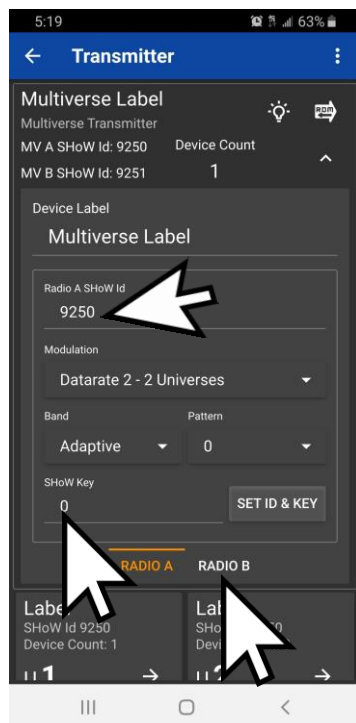 5:19 63%
Transmitter
Multiverse Label
Multiverse Transmitter
ROM
MV A SHoW Id: 9250 Device Count
MV B SHoW Id: 9251 1
Device Label
Multiverse Label
Radio A SHoW Id
9250
Modulation
Datarate 2 - 2 Universes
Band Pattern
Adaptive 0
SHoW Key
0 SET ID & KEY
RADIO A RADIO B
SHoW Id 9250
Device Count: 1